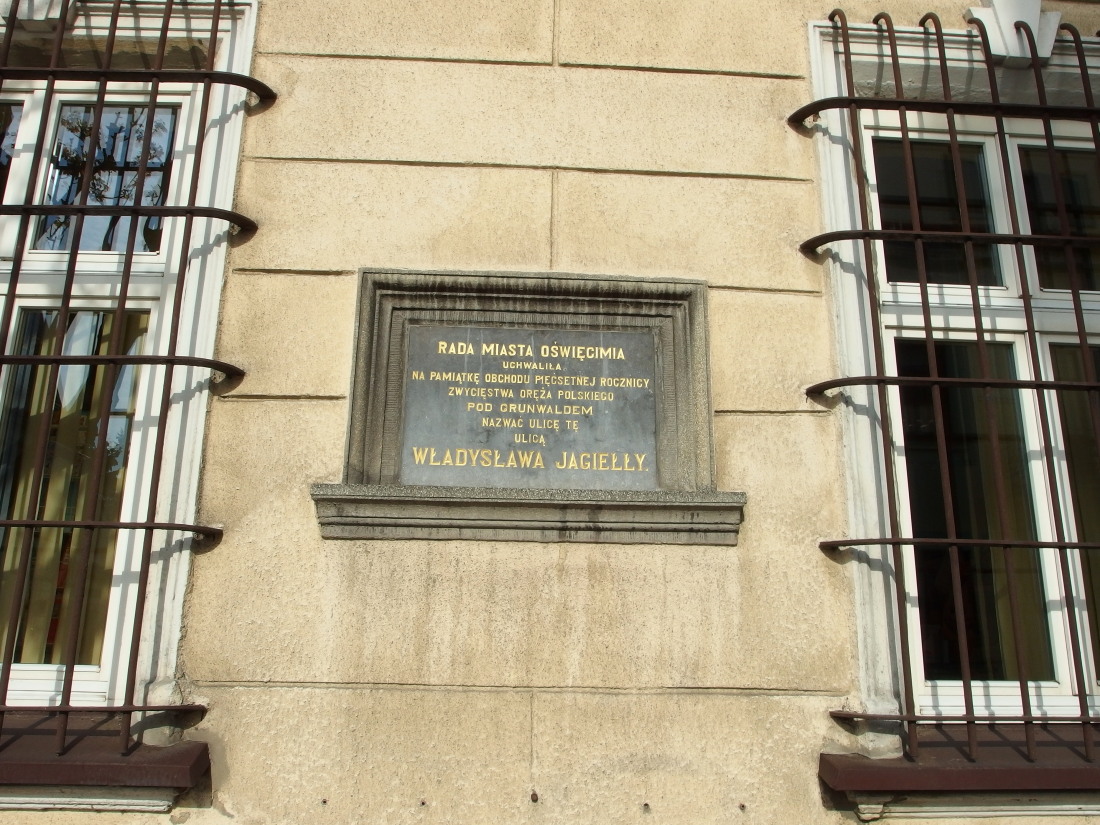 RADA MIASTA OŚWIĘCIMIA
UCHWALIŁA
NA PAMIĄTKĘ OBCHODU PIĘĆSETNEJ ROCZNICY
ZWYCIĘSTWA ORĘŻA POLSKIEGO
POD GRUNWALDEM
NAZWAĆ ULICĘ TĘ
ULICĄ
WŁADYSŁAWA JAGIEŁŁY.